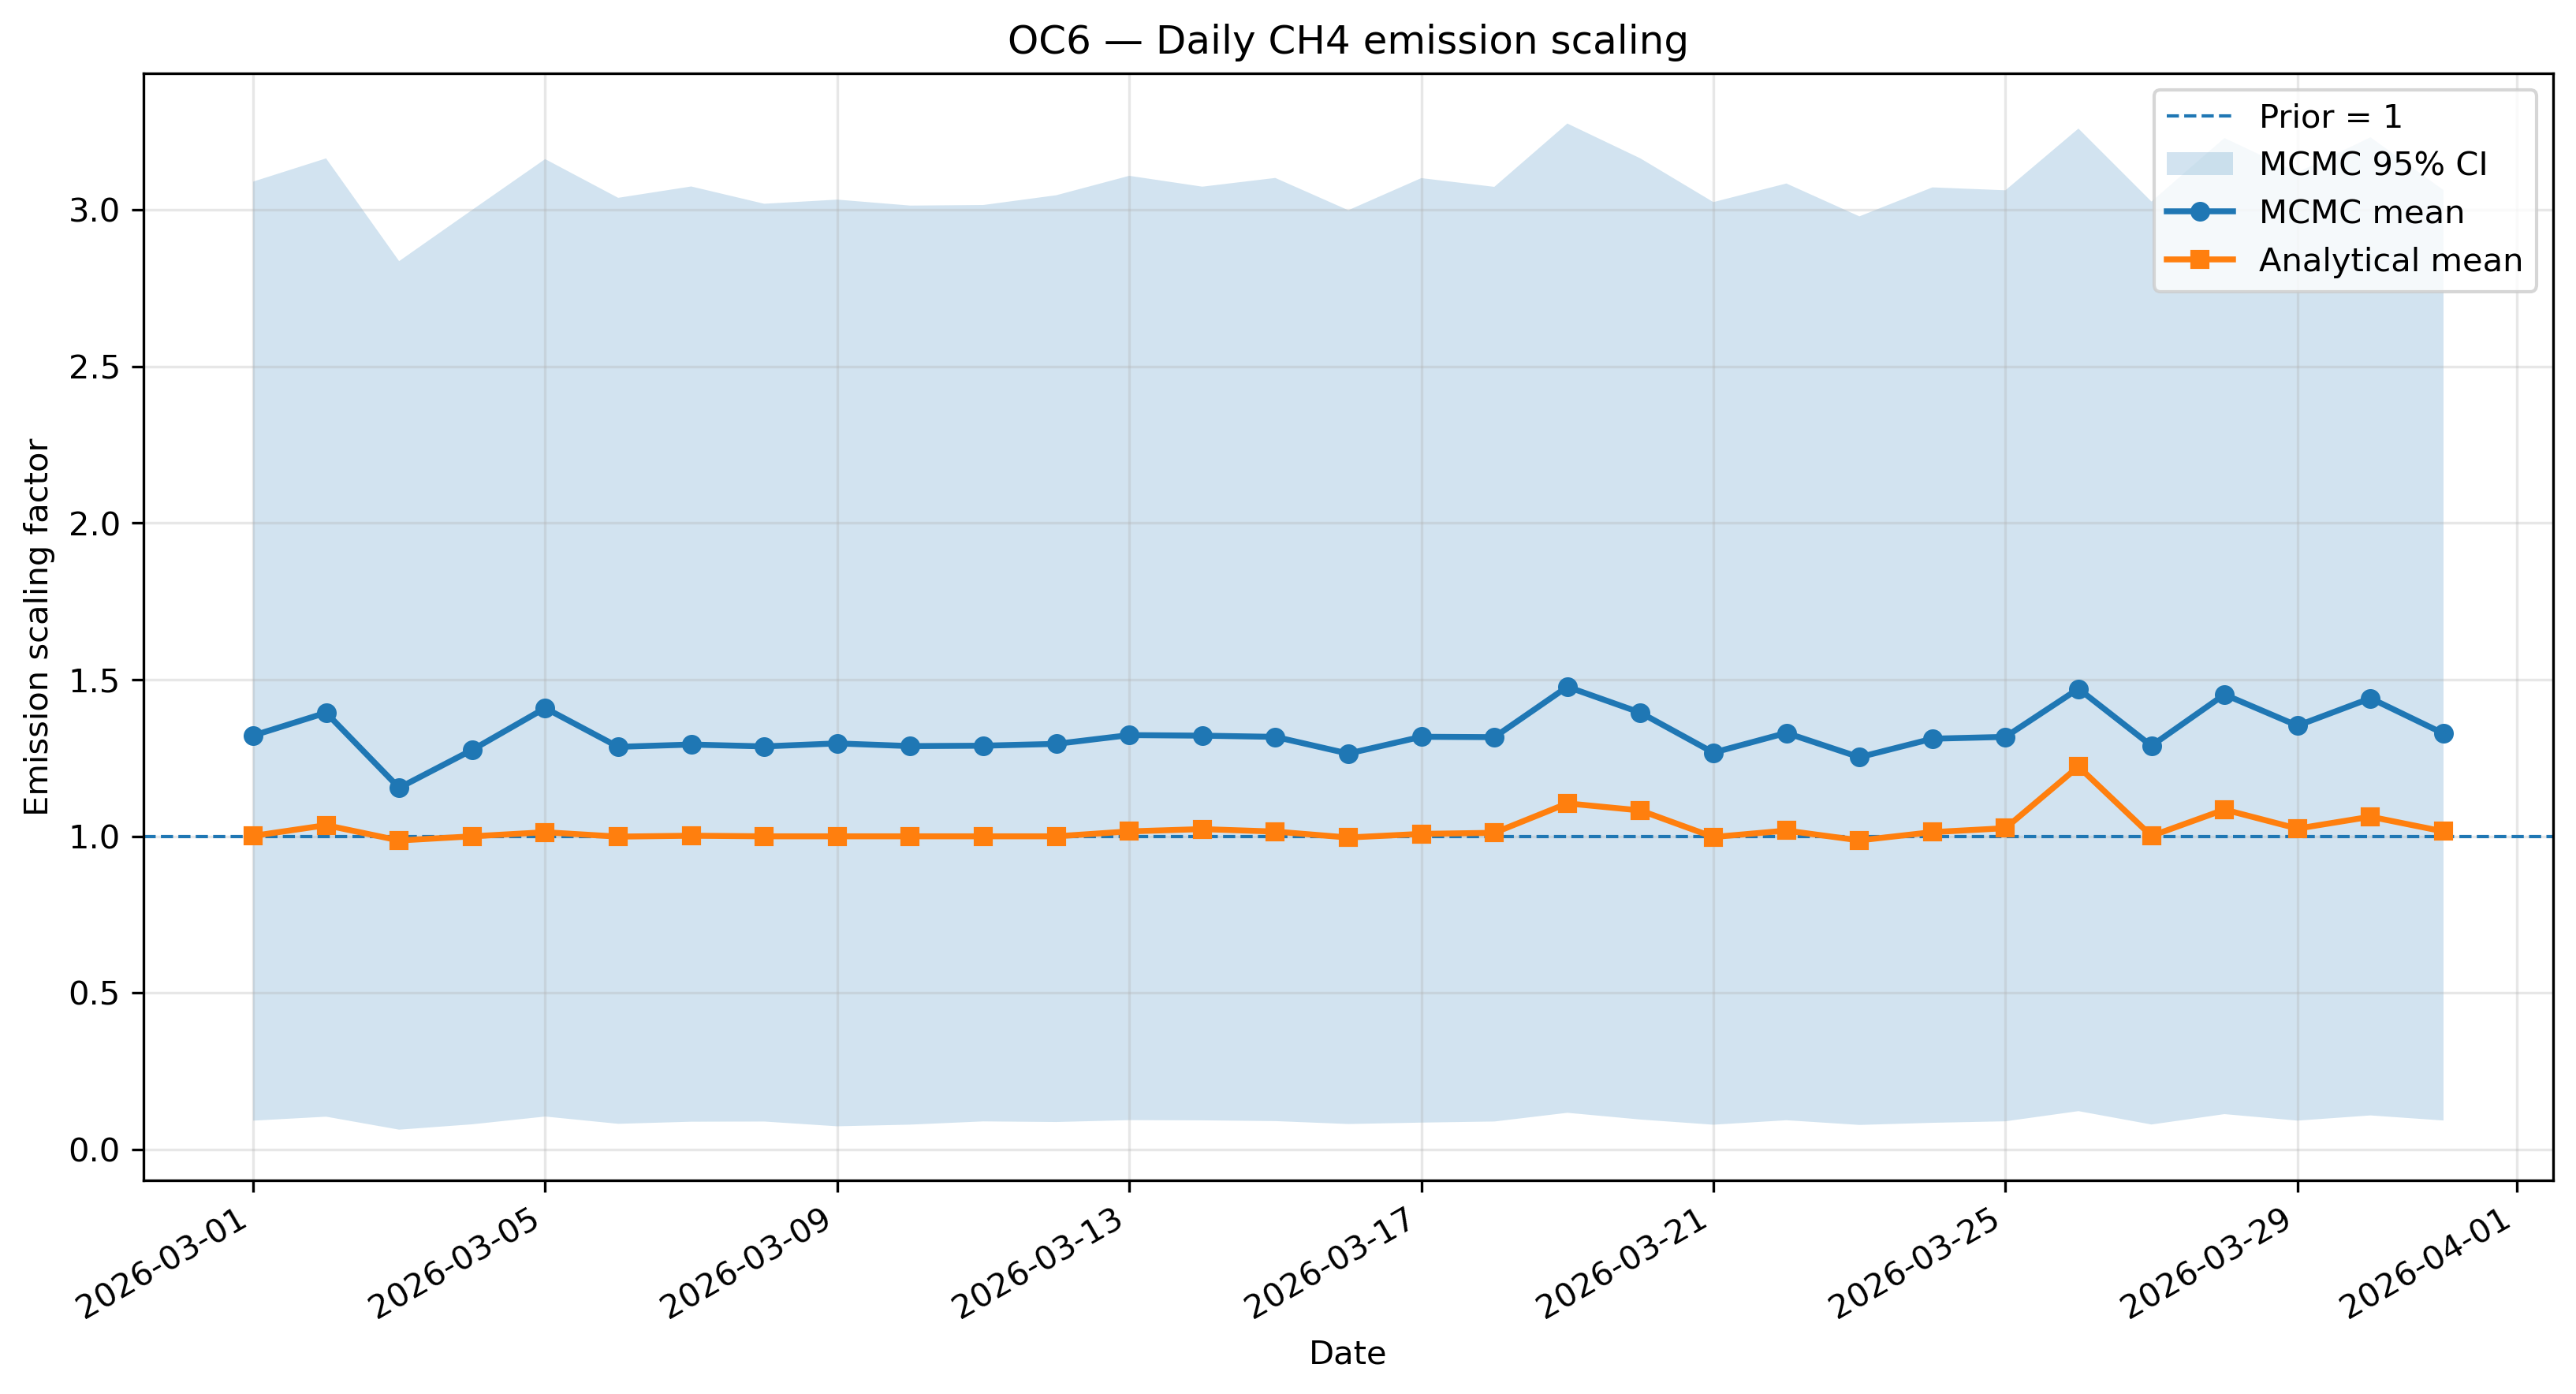 OC6 — Daily CH4 emission scaling
Prior = 1
MCMC 95% CI
MCMC mean
Analytical mean
Emission scaling factor
3.0
2.5
2.0
1.5
1.0
0.5
0.0
2026-03-01
2026-03-05
2026-03-09
2026-03-13
2026-03-17
2026-03-21
2026-03-25
2026-03-29
2026-04-01
Date